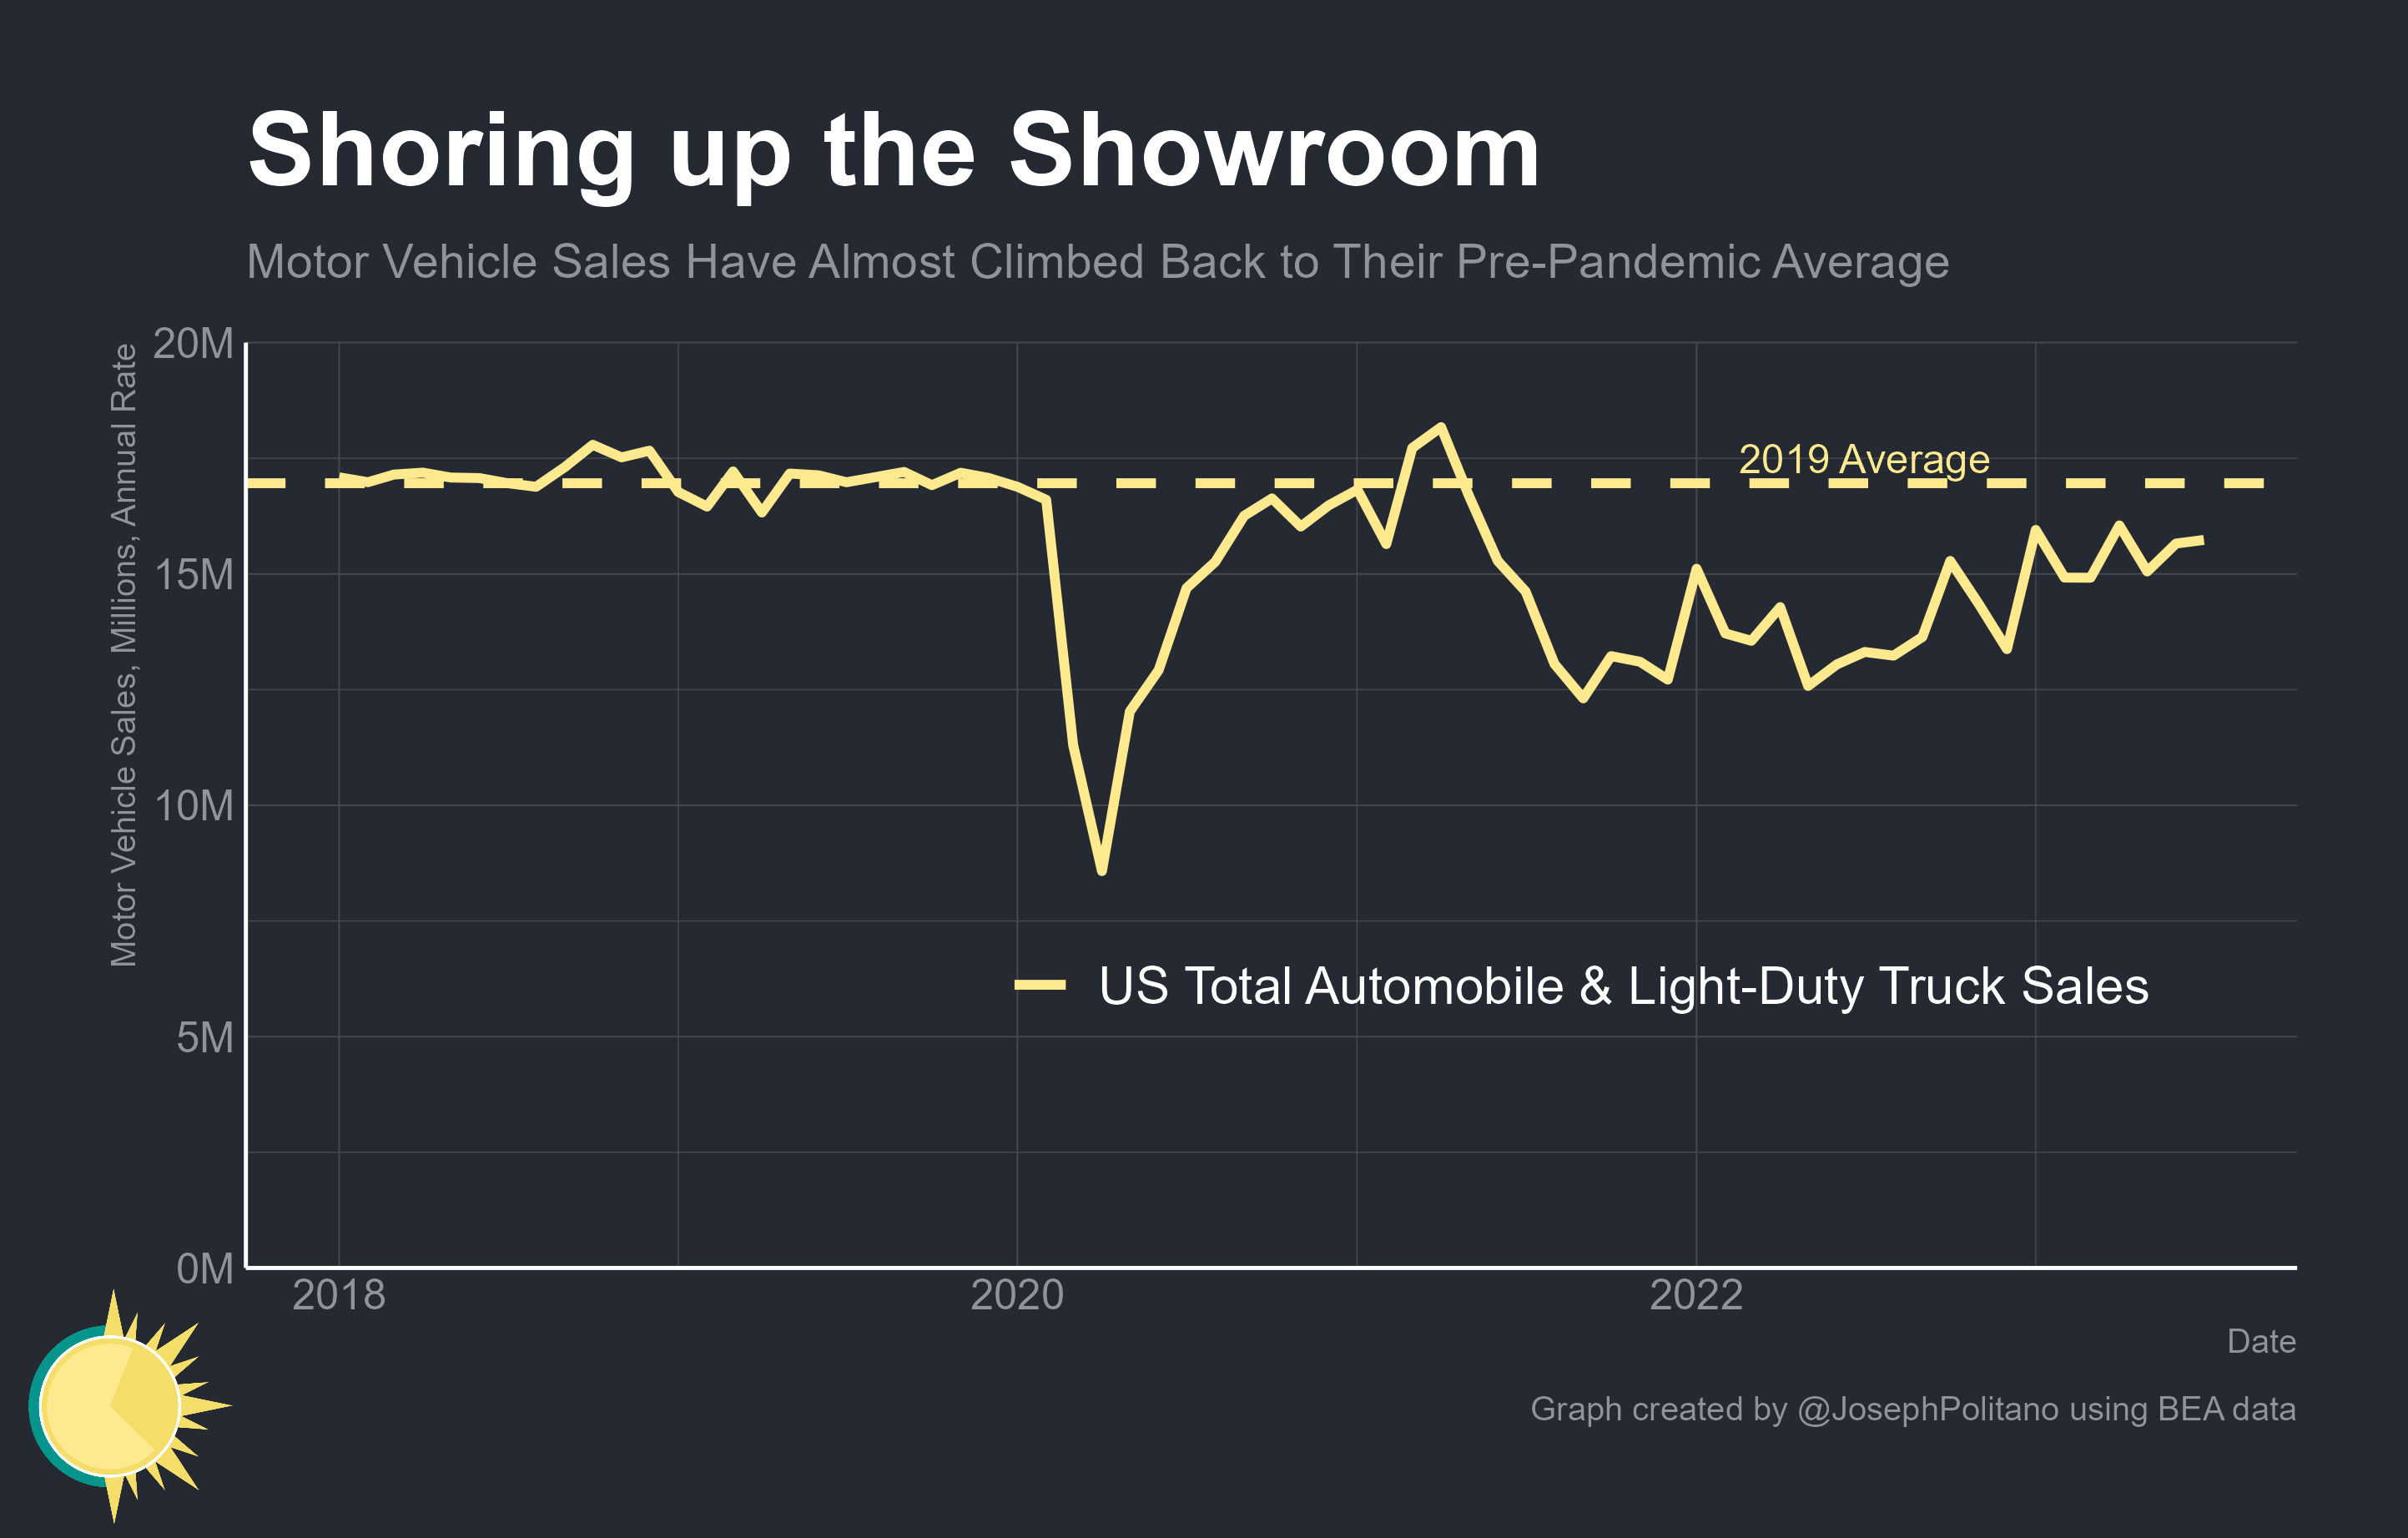 Shoring up the Showroom
Motor Vehicle Sales Have Almost Climbed Back to Their Pre-Pandemic Average
Motor Vehicle Sales, Millions, Annual Rate
20M
15M
10M
5M
0M
2019 Average
US Total Automobile & Light-Duty Truck Sales
2018
2020
2022
Date
Graph created by @JosephPolitano using BEA data